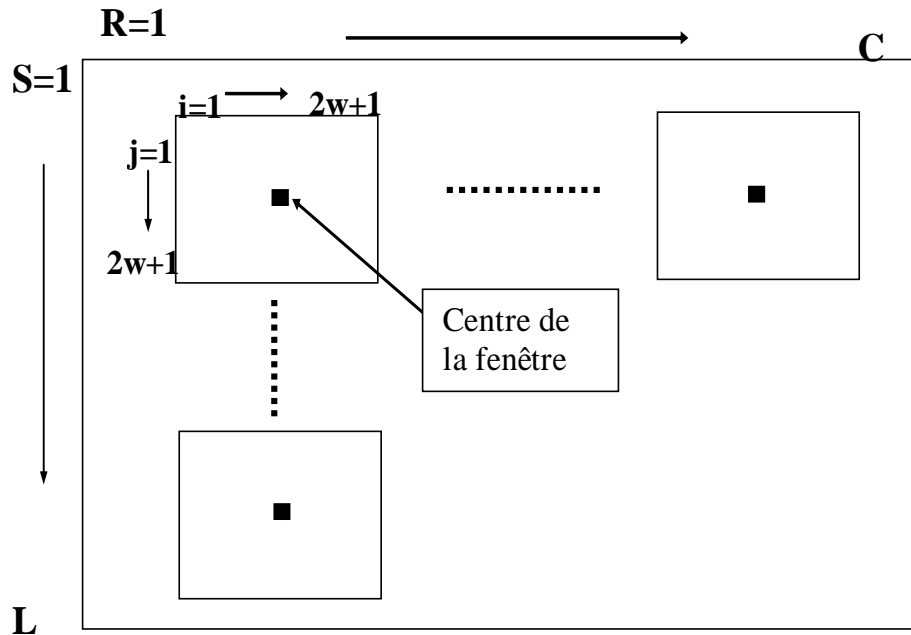 R=1
C
S=1
i=1
2w+1
j=1
2w+1
Centre de
la fenêtre
L